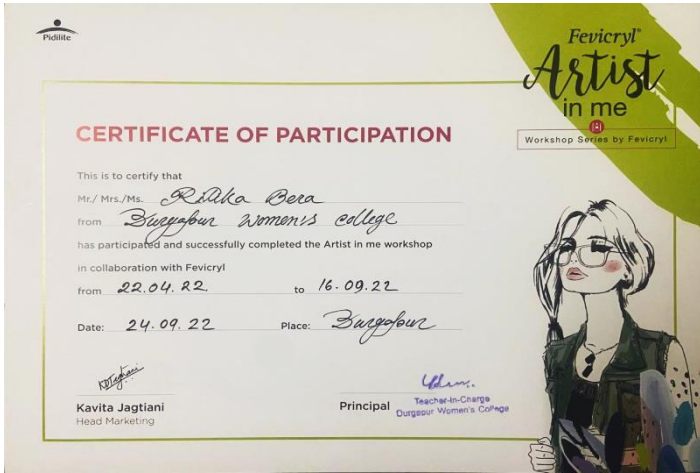 Pidilite
Fevicryl®
Artist
in me
Workshop Series by Fevicryl
CERTIFICATE OF PARTICIPATION
This is to certify that
Mr./ Mrs./Ms. Ritika Bera
from Durgapur Women's College
has participated and successfully completed the Artist in me workshop
in collaboration with Fevicryl
from 22.04.22 to 16.09.22
Date: 24.09.22 Place: Durgapur
Kavita Jagtiani
Head Marketing
Principal
Teacher-In-Charge
Durgapur Women's College